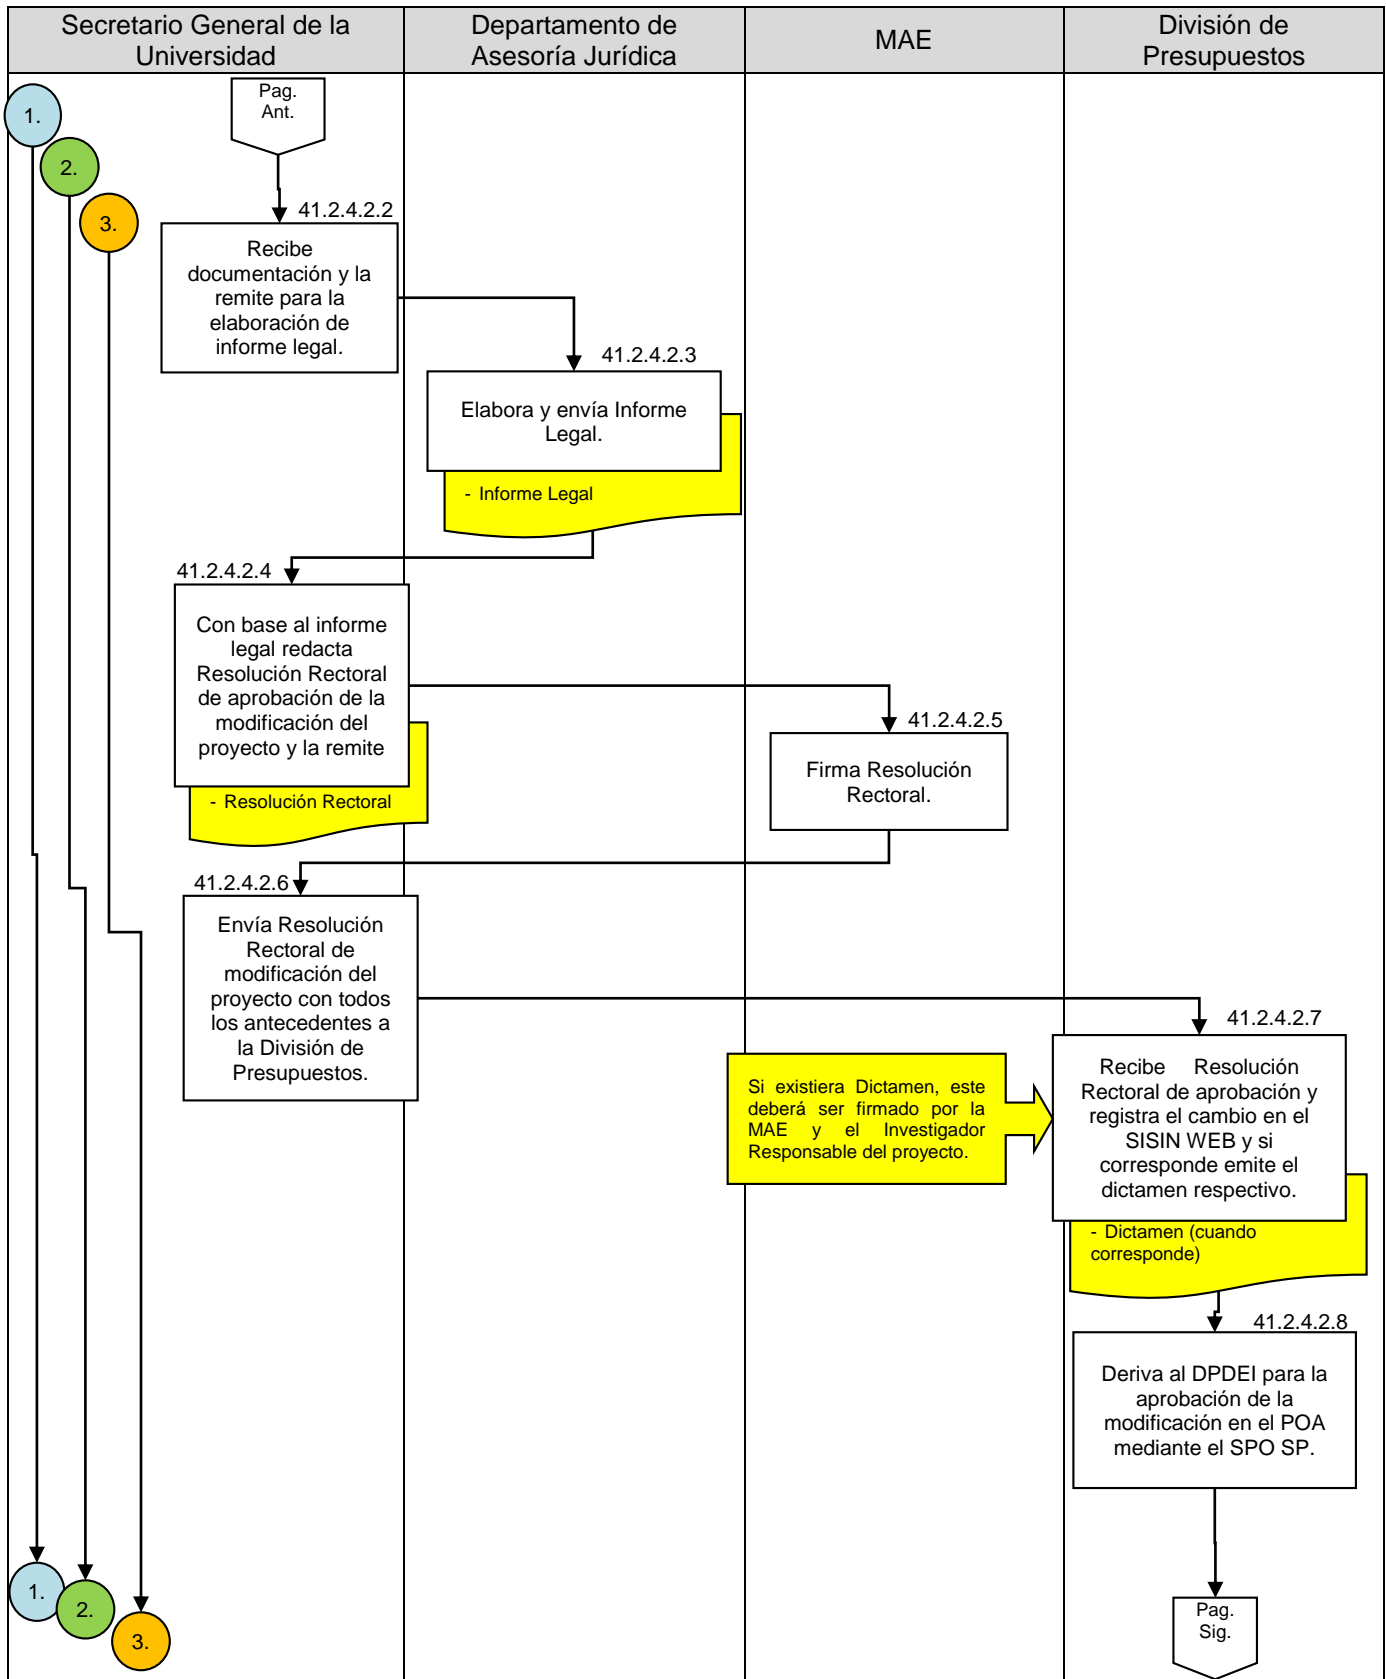 Secretario General de la
Universidad
Departamento de
Asesoría Jurídica
MAE
División de
Presupuestos
1.
2.
3.
Pag.
Ant.
41.2.4.2.2
Recibe
documentación y la
remite para la
elaboración de
informe legal.
41.2.4.2.3
Elabora y envía Informe
Legal.
- Informe Legal
41.2.4.2.4
Con base al informe
legal redacta
Resolución Rectoral
de aprobación de la
modificación del
proyecto y la remite
- Resolución Rectoral
41.2.4.2.5
Firma Resolución
Rectoral.
41.2.4.2.6
Envía Resolución
Rectoral de
modificación del
proyecto con todos
los antecedentes a
la División de
Presupuestos.
41.2.4.2.7
Recibe Resolución
Rectoral de aprobación y
registra el cambio en el
SISIN WEB y si
corresponde emite el
dictamen respectivo.
Si existiera Dictamen, este
deberá ser firmado por la
MAE y el Investigador
Responsable del proyecto.
- Dictamen (cuando
corresponde)
41.2.4.2.8
Deriva al DPDEI para la
aprobación de la
modificación en el POA
mediante el SPO SP.
1.
2.
3.
Pag.
Sig.